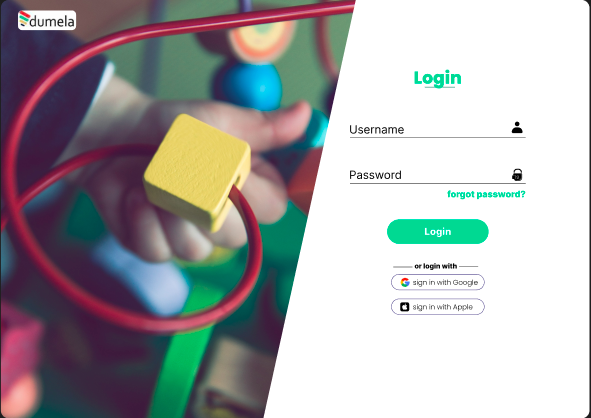 dumela
Login
Username
Password
forgot password?
Login
or login with
sign in with Google
sign in with Apple